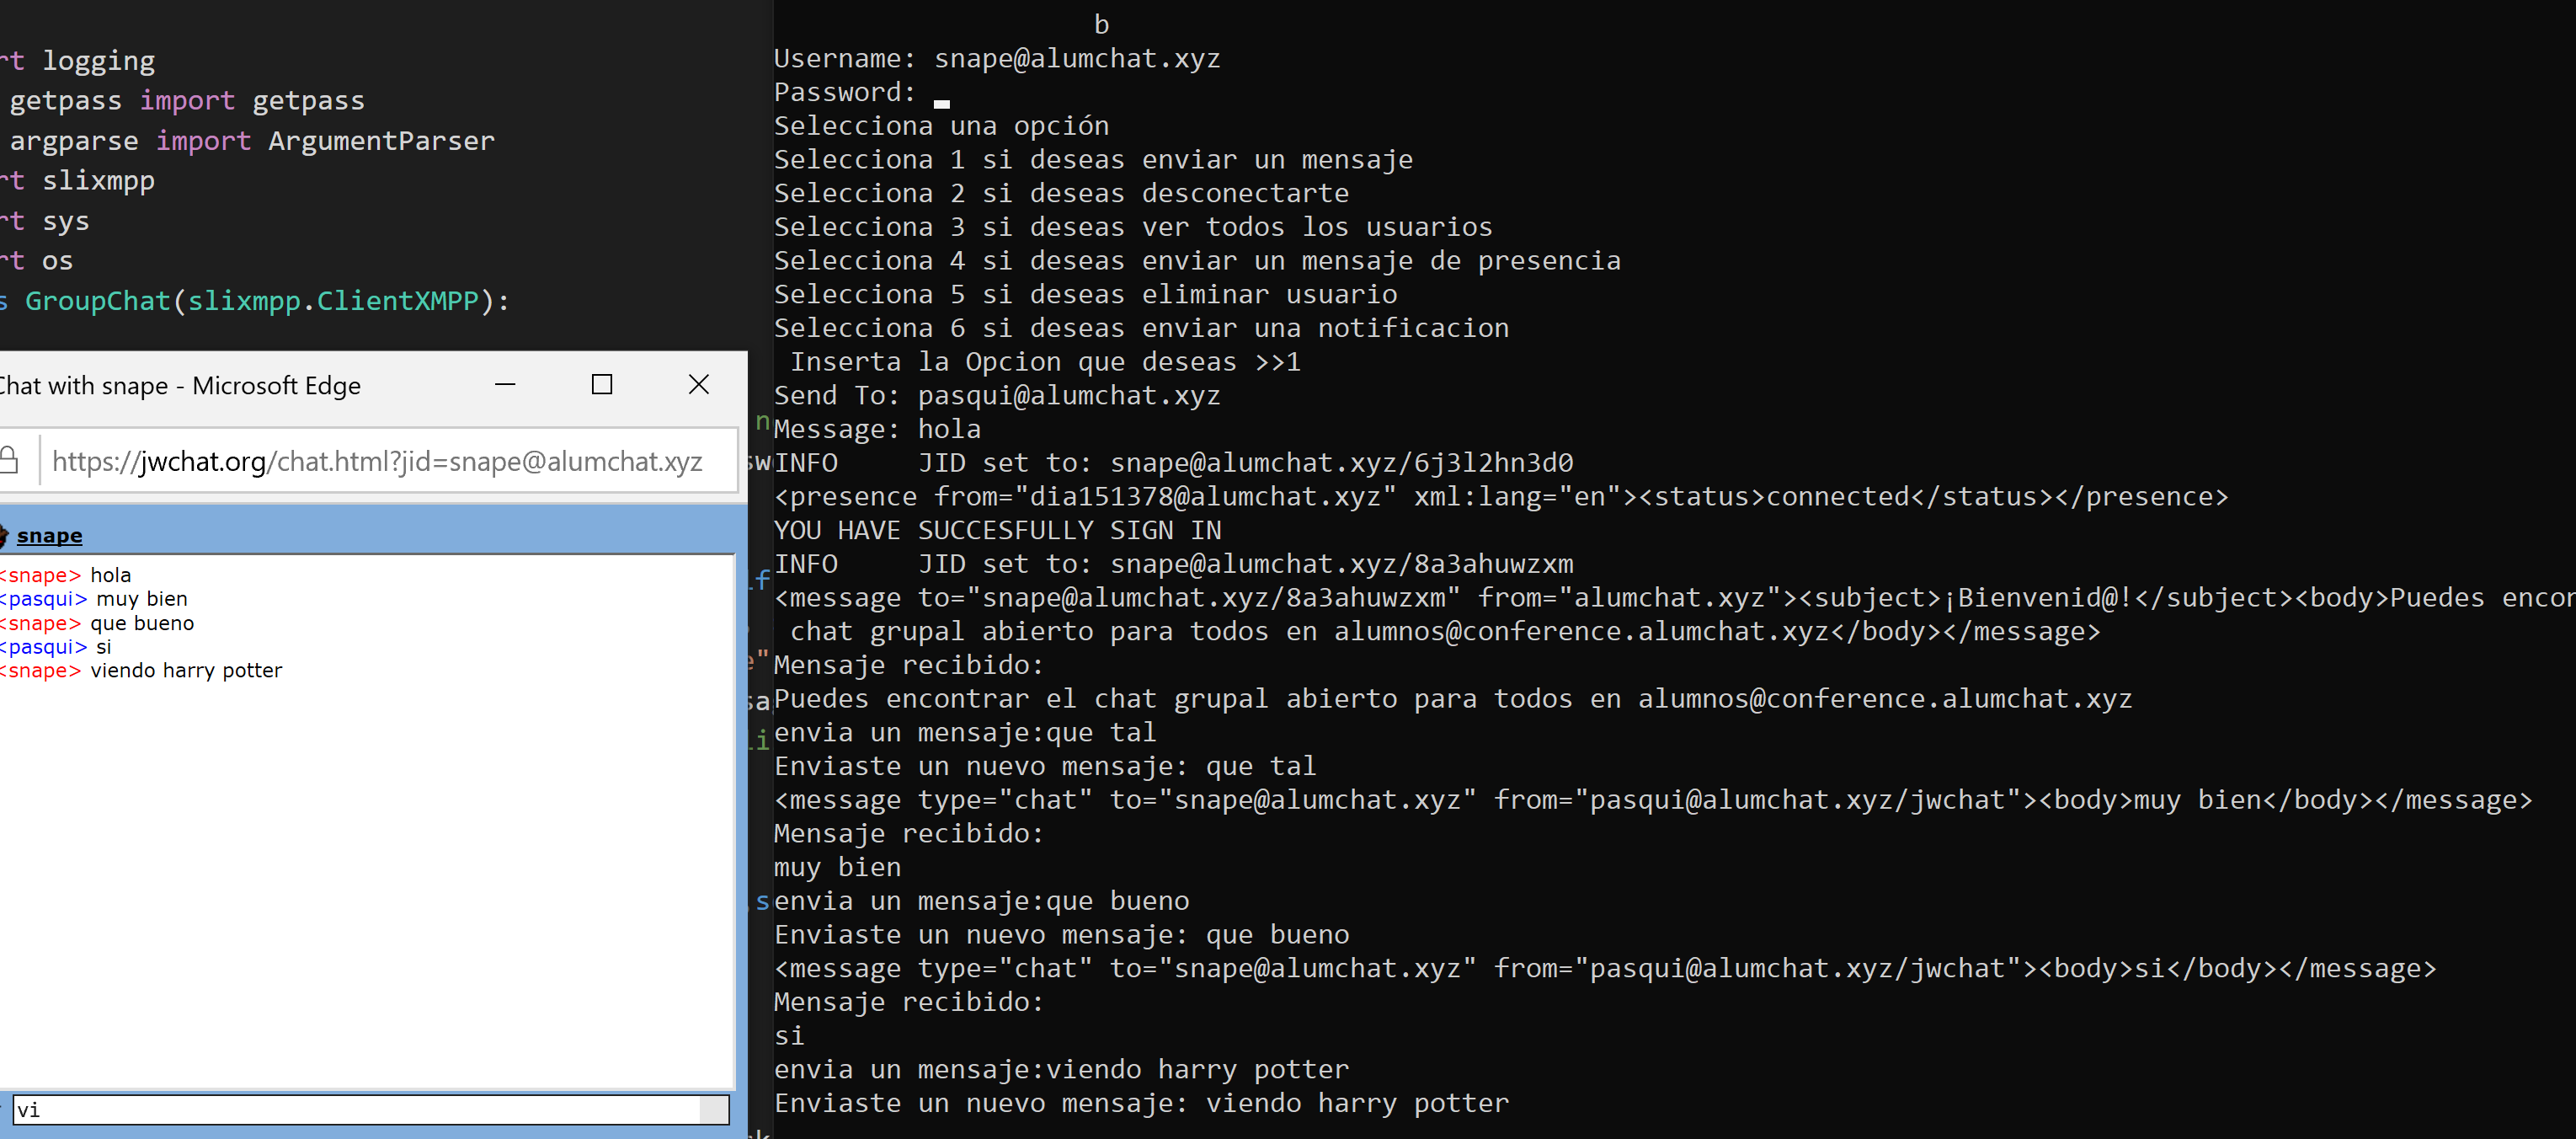 rt logging
getpass import getpass
argparse import ArgumentParser
rt slixmpp
rt sys
rt os
s GroupChat(slixmpp.ClientXMPP):
Chat with snape - Microsoft Edge
https://jwchat.org/chat.html?jid=snape@alumchat.xyz
snape
<snape> hola
<pasqui> muy bien
<snape> que bueno
<pasqui> si
<snape> viendo harry potter
vi
b
Username: snape@alumchat.xyz
Password:
Selecciona una opción
Selecciona 1 si deseas enviar un mensaje
Selecciona 2 si deseas desconectarte
Selecciona 3 si deseas ver todos los usuarios
Selecciona 4 si deseas enviar un mensaje de presencia
Selecciona 5 si deseas eliminar usuario
Selecciona 6 si deseas enviar una notificacion
Inserta la Opcion que deseas >>1
Send To: pasqui@alumchat.xyz
Message: hola
INFO     JID set to: snape@alumchat.xyz/6j3l2hn3d0
<presence from="dia151378@alumchat.xyz" xml:lang="en"><status>connected</status></presence>
YOU HAVE SUCCESFULLY SIGN IN
INFO     JID set to: snape@alumchat.xyz/8a3ahuwzxm
<message to="snape@alumchat.xyz/8a3ahuwzxm" from="alumchat.xyz"><subject>¡Bienvenid@!</subject><body>Puedes encon
chat grupal abierto para todos en alumnos@conference.alumchat.xyz</body></message>
Mensaje recibido:
Puedes encontrar el chat grupal abierto para todos en alumnos@conference.alumchat.xyz
envia un mensaje:que tal
Enviaste un nuevo mensaje: que tal
<message type="chat" to="snape@alumchat.xyz" from="pasqui@alumchat.xyz/jwchat"><body>muy bien</body></message>
Mensaje recibido:
muy bien
envia un mensaje:que bueno
Enviaste un nuevo mensaje: que bueno
<message type="chat" to="snape@alumchat.xyz" from="pasqui@alumchat.xyz/jwchat"><body>si</body></message>
Mensaje recibido:
si
envia un mensaje:viendo harry potter
Enviaste un nuevo mensaje: viendo harry potter